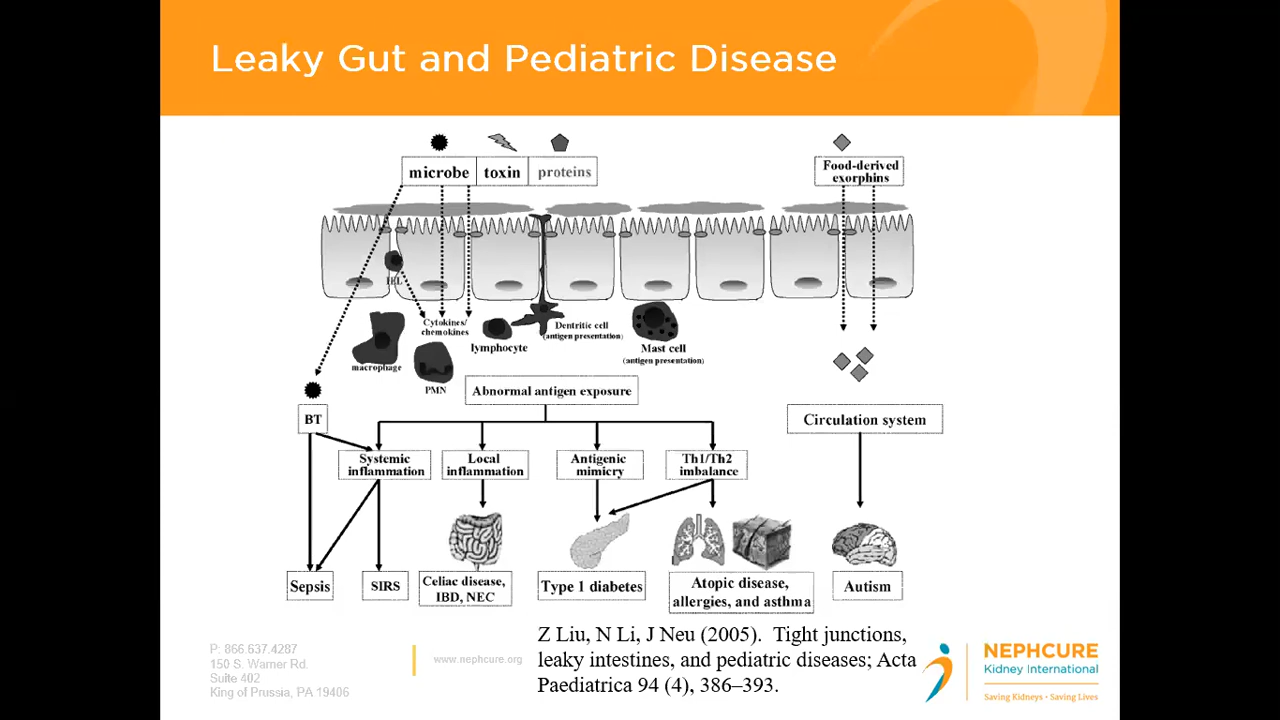 Leaky Gut and Pediatric Disease
microbe
toxin
proteins
Food-derived
exorphins
IEL
Cytokines/
chemokines
lymphocyte
Dentritic cell
(antigen presentation)
Mast cell
(antigen presentation)
macrophage
PMN
Abnormal antigen exposure
BT
Circulation system
Systemic
inflammation
Local
inflammation
Antigenic
mimicry
Th1/Th2
imbalance
Sepsis
SIRS
Celiac disease,
IBD, NEC
Type 1 diabetes
Atopic disease,
allergies, and asthma
Autism
P: 866.637.4287
150 S. Warner Rd.
Suite 402
King of Prussia, PA 19406
www.nephcure.org
Z Liu, N Li, J Neu (2005). Tight junctions,
leaky intestines, and pediatric diseases; Acta
Paediatrica 94 (4), 386–393.
NEPHCURE
Kidney International
Saving Kidneys • Saving Lives